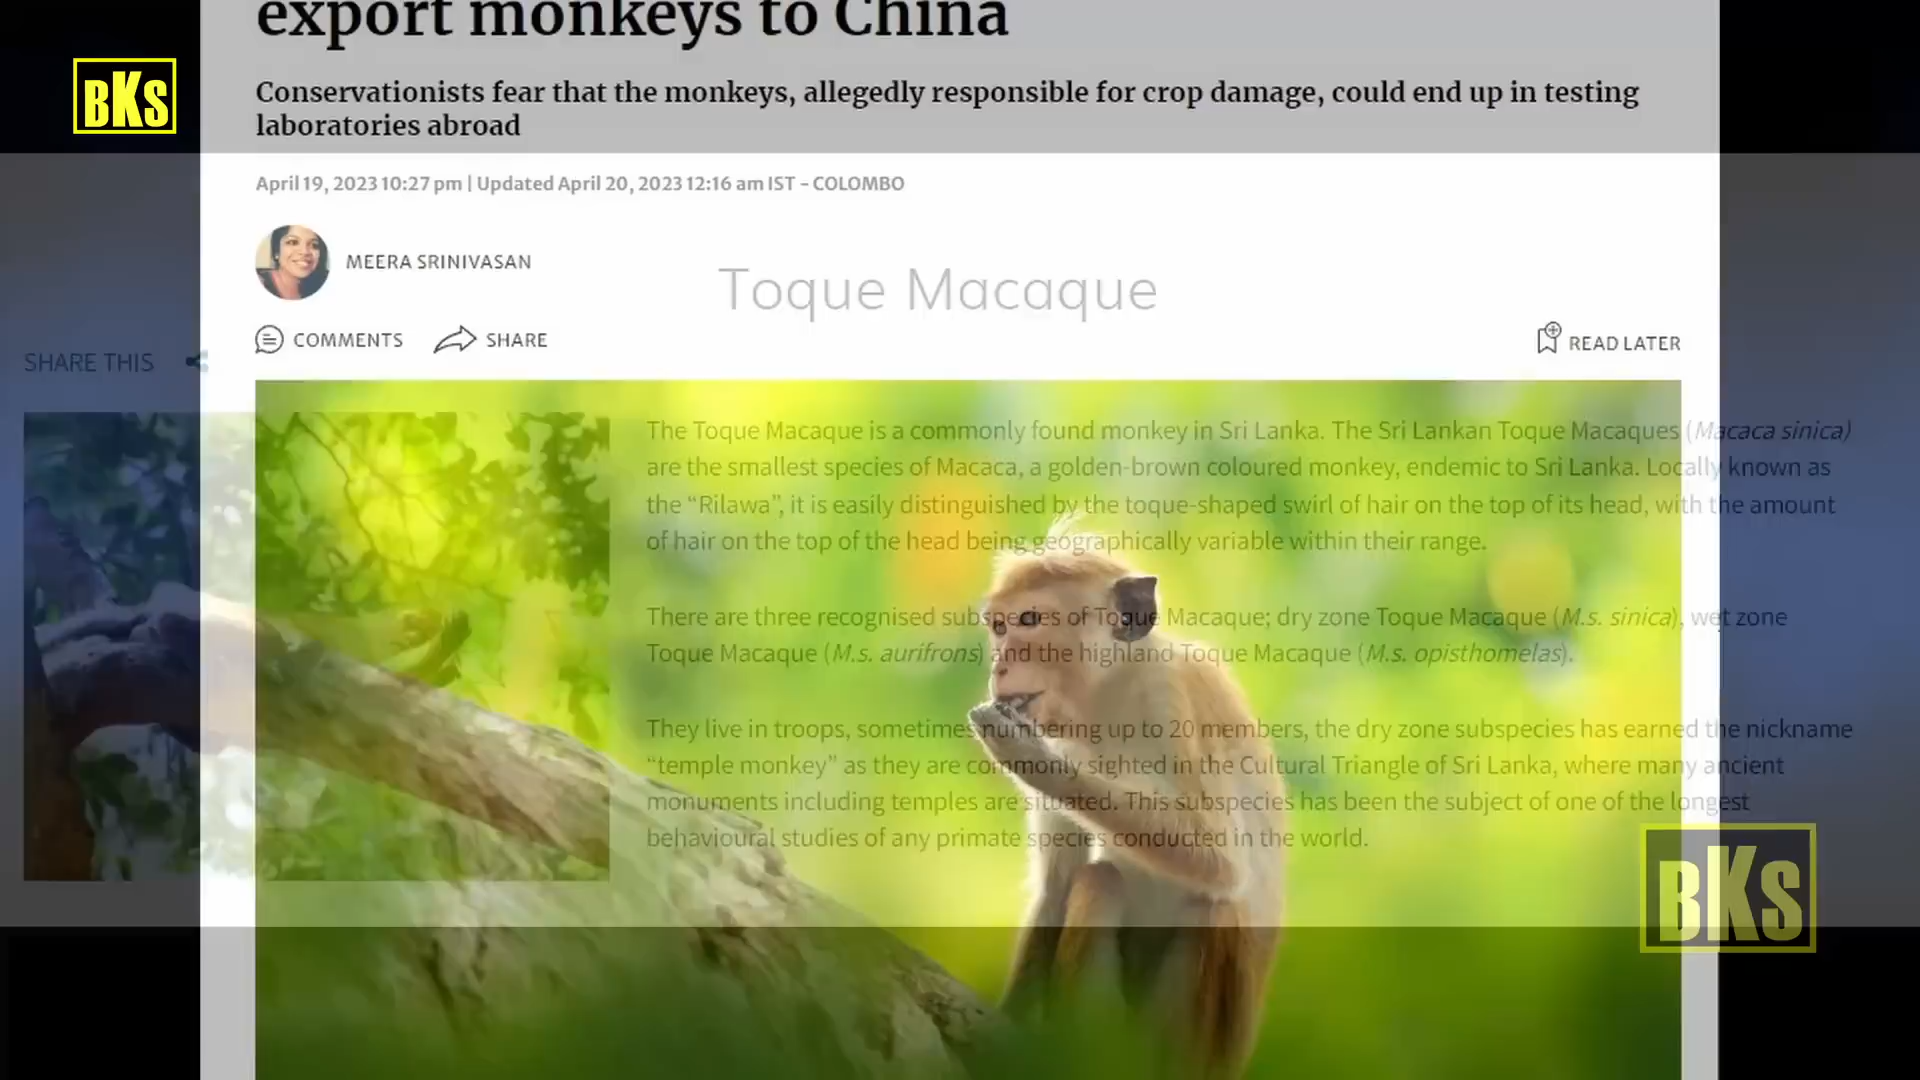 export monkeys to China
BKS
Conservationists fear that the monkeys, allegedly responsible for crop damage, could end up in testing
laboratories abroad
April 19, 2023 10:27 pm | Updated April 20, 2023 12:16 am IST - COLOMBO
MEERA SRINIVASAN
Toque Macaque
COMMENTS SHARE
READ LATER
SHARE THIS
The Toque Macaque is a commonly found monkey in Sri Lanka. The Sri Lankan Toque Macaques (Macaca sinica)
are the smallest species of Macaca, a golden-brown coloured monkey, endemic to Sri Lanka. Locally known as
the “Rilawa”, it is easily distinguished by the toque-shaped swirl of hair on the top of its head, with the amount
of hair on the top of the head being geographically variable within their range.
There are three recognised subspecies of Toque Macaque; dry zone Toque Macaque (M.s. sinica), wet zone
Toque Macaque (M.s. aurifrons) and the highland Toque Macaque (M.s. opisthomelas).
They live in troops, sometimes numbering up to 20 members, the dry zone subspecies has earned the nickname
“temple monkey” as they are commonly sighted in the Cultural Triangle of Sri Lanka, where many ancient
monuments including temples are situated. This subspecies has been the subject of one of the longest
behavioural studies of any primate species conducted in the world.
BKS